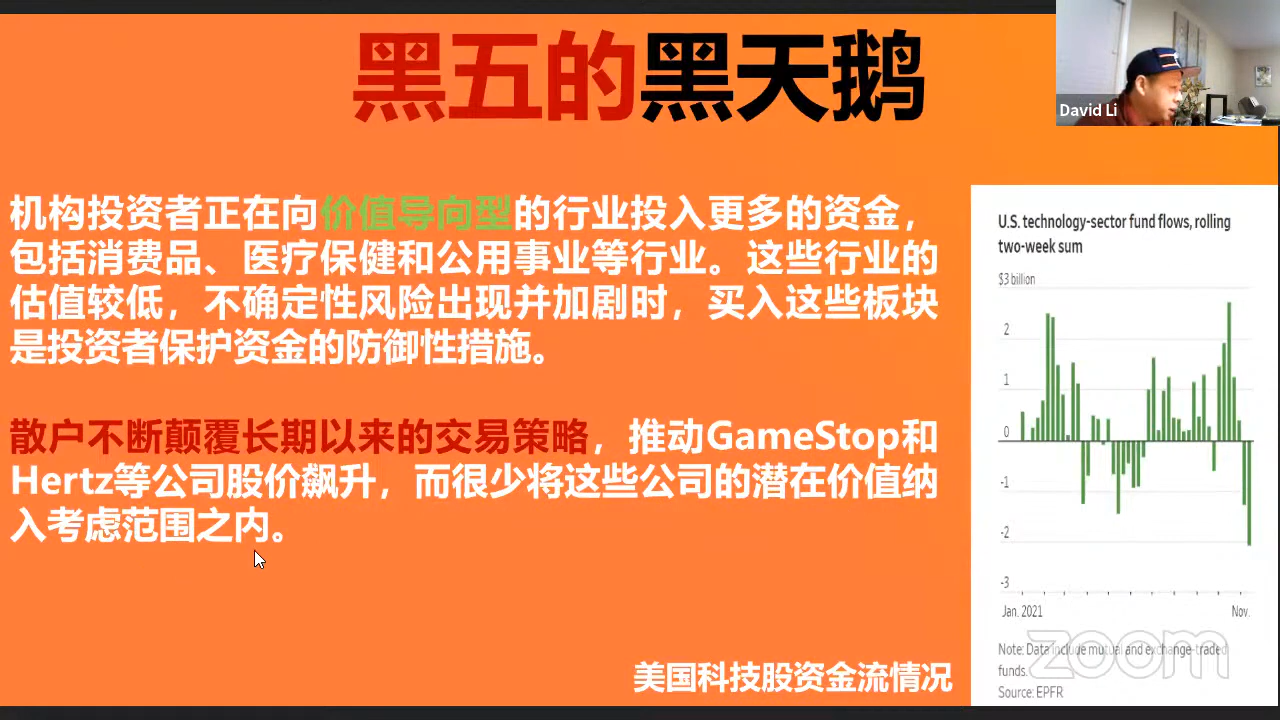 黑五的黑天鹅
David Li
机构投资者正在向价值导向型的行业投入更多的资金，
包括消费品、医疗保健和公用事业等行业。这些行业的
估值较低，不确定性风险出现并加剧时，买入这些板块
是投资者保护资金的防御性措施。
散户不断颠覆长期以来的交易策略，推动GameStop和
Hertz等公司股价飙升，而很少将这些公司的潜在价值纳
入考虑范围之内。
美国科技股资金流情况
U.S. technology-sector fund flows, rolling
two-week sum
$3 billion
2
1
0
-1
-2
-3
Jan. 2021 Nov.
Note: Data include mutual and exchange-traded
funds.
Source: EPFR
zoom